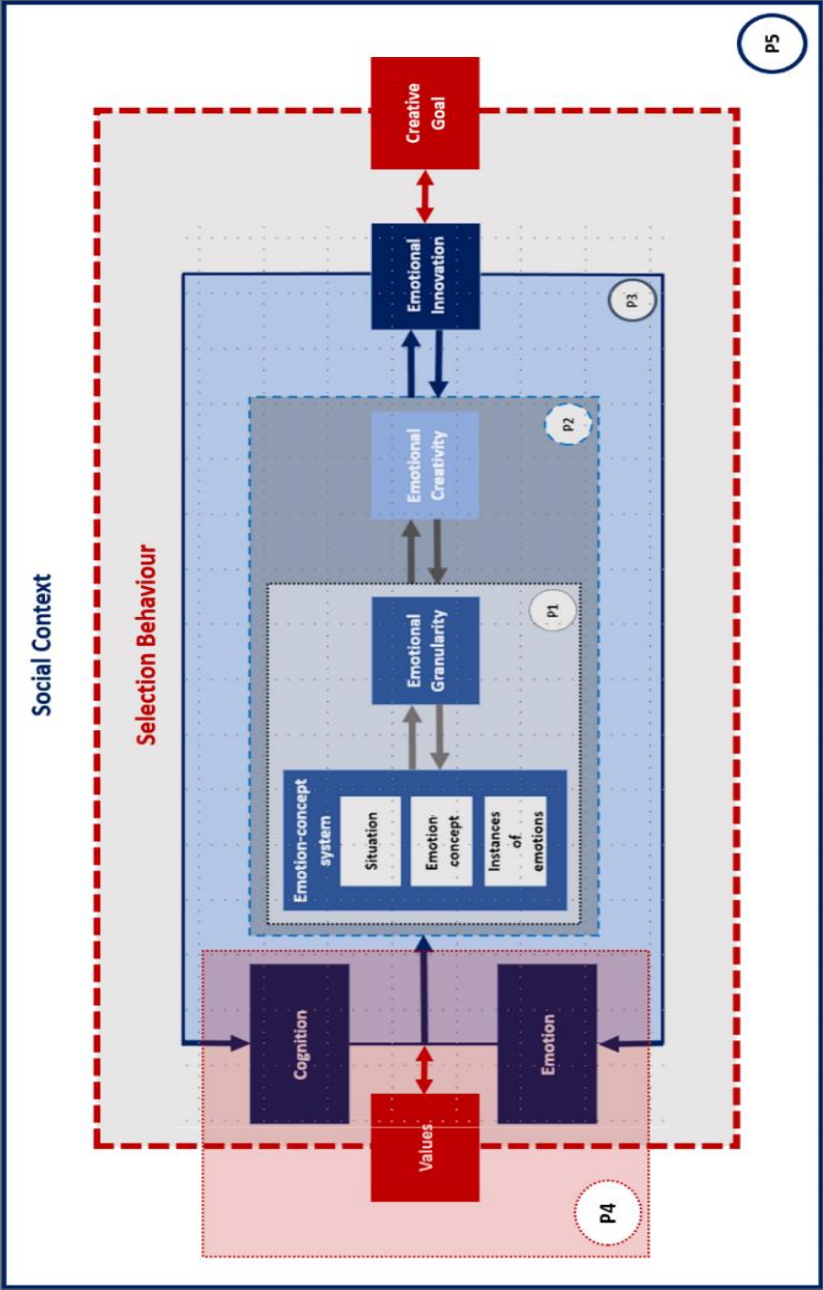 Social Context
Selection Behaviour
Values
Cognition
Emotion
Emotion-concept
system
Situation
Emotion
concept
Instances
of
emotions
Emotional
Granularity
Emotional
Creativity
Emotional
Innovation
Creative
Goal
P1
P2
P3
P4
P5